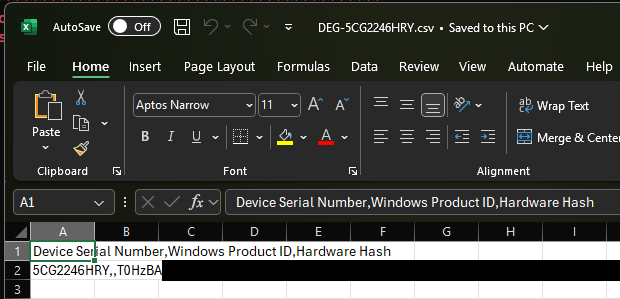 AutoSave Off DEG-5CG2246HRY.csv • Saved to this PC
File Home Insert Page Layout Formulas Data Review View Automate Help
Aptos Narrow 11 A A ab Wrap Text
Paste B I U A A Merge & Center
Clipboard Font Alignment
A1 fx Device Serial Number,Windows Product ID,Hardware Hash
A B C D E F G H I
1 Device Serial Number,Windows Product ID,Hardware Hash
2 5CG2246HRY,,T0HzBA
3